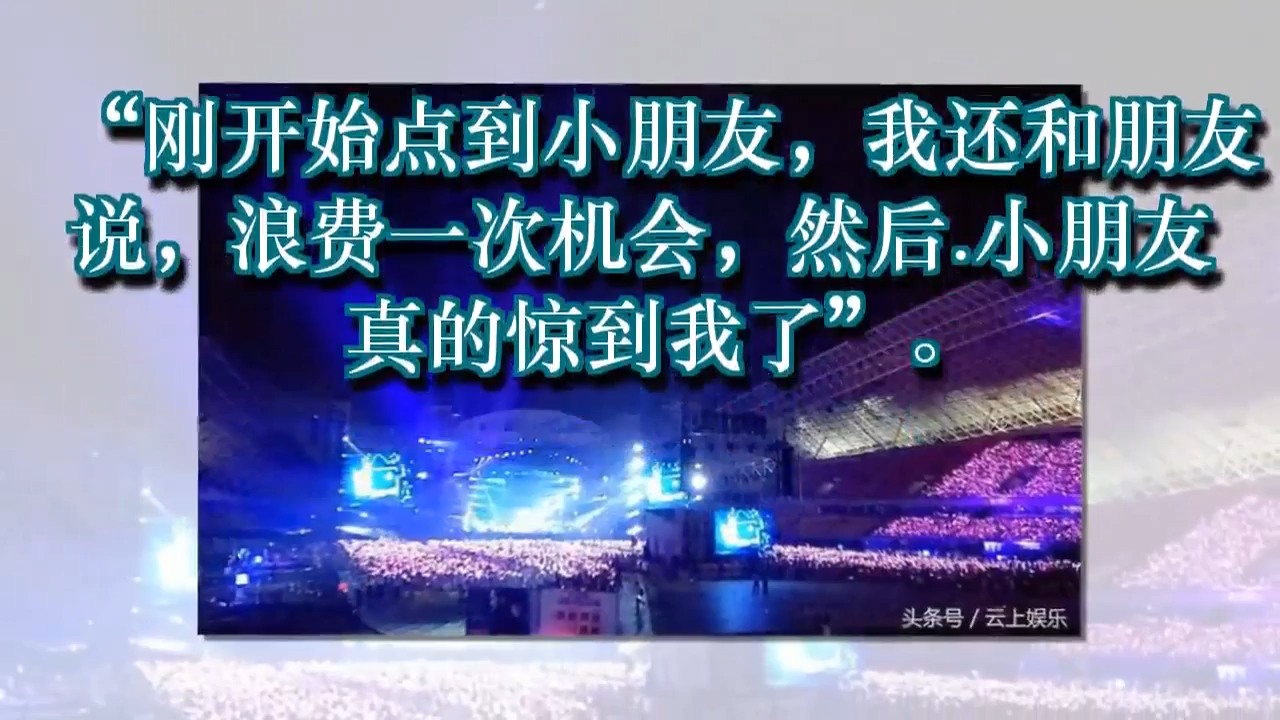 “刚开始点到小朋友，我还和朋友
说，浪费一次机会，然后.小朋友
真的惊到我了”。
头条号 / 云上娱乐